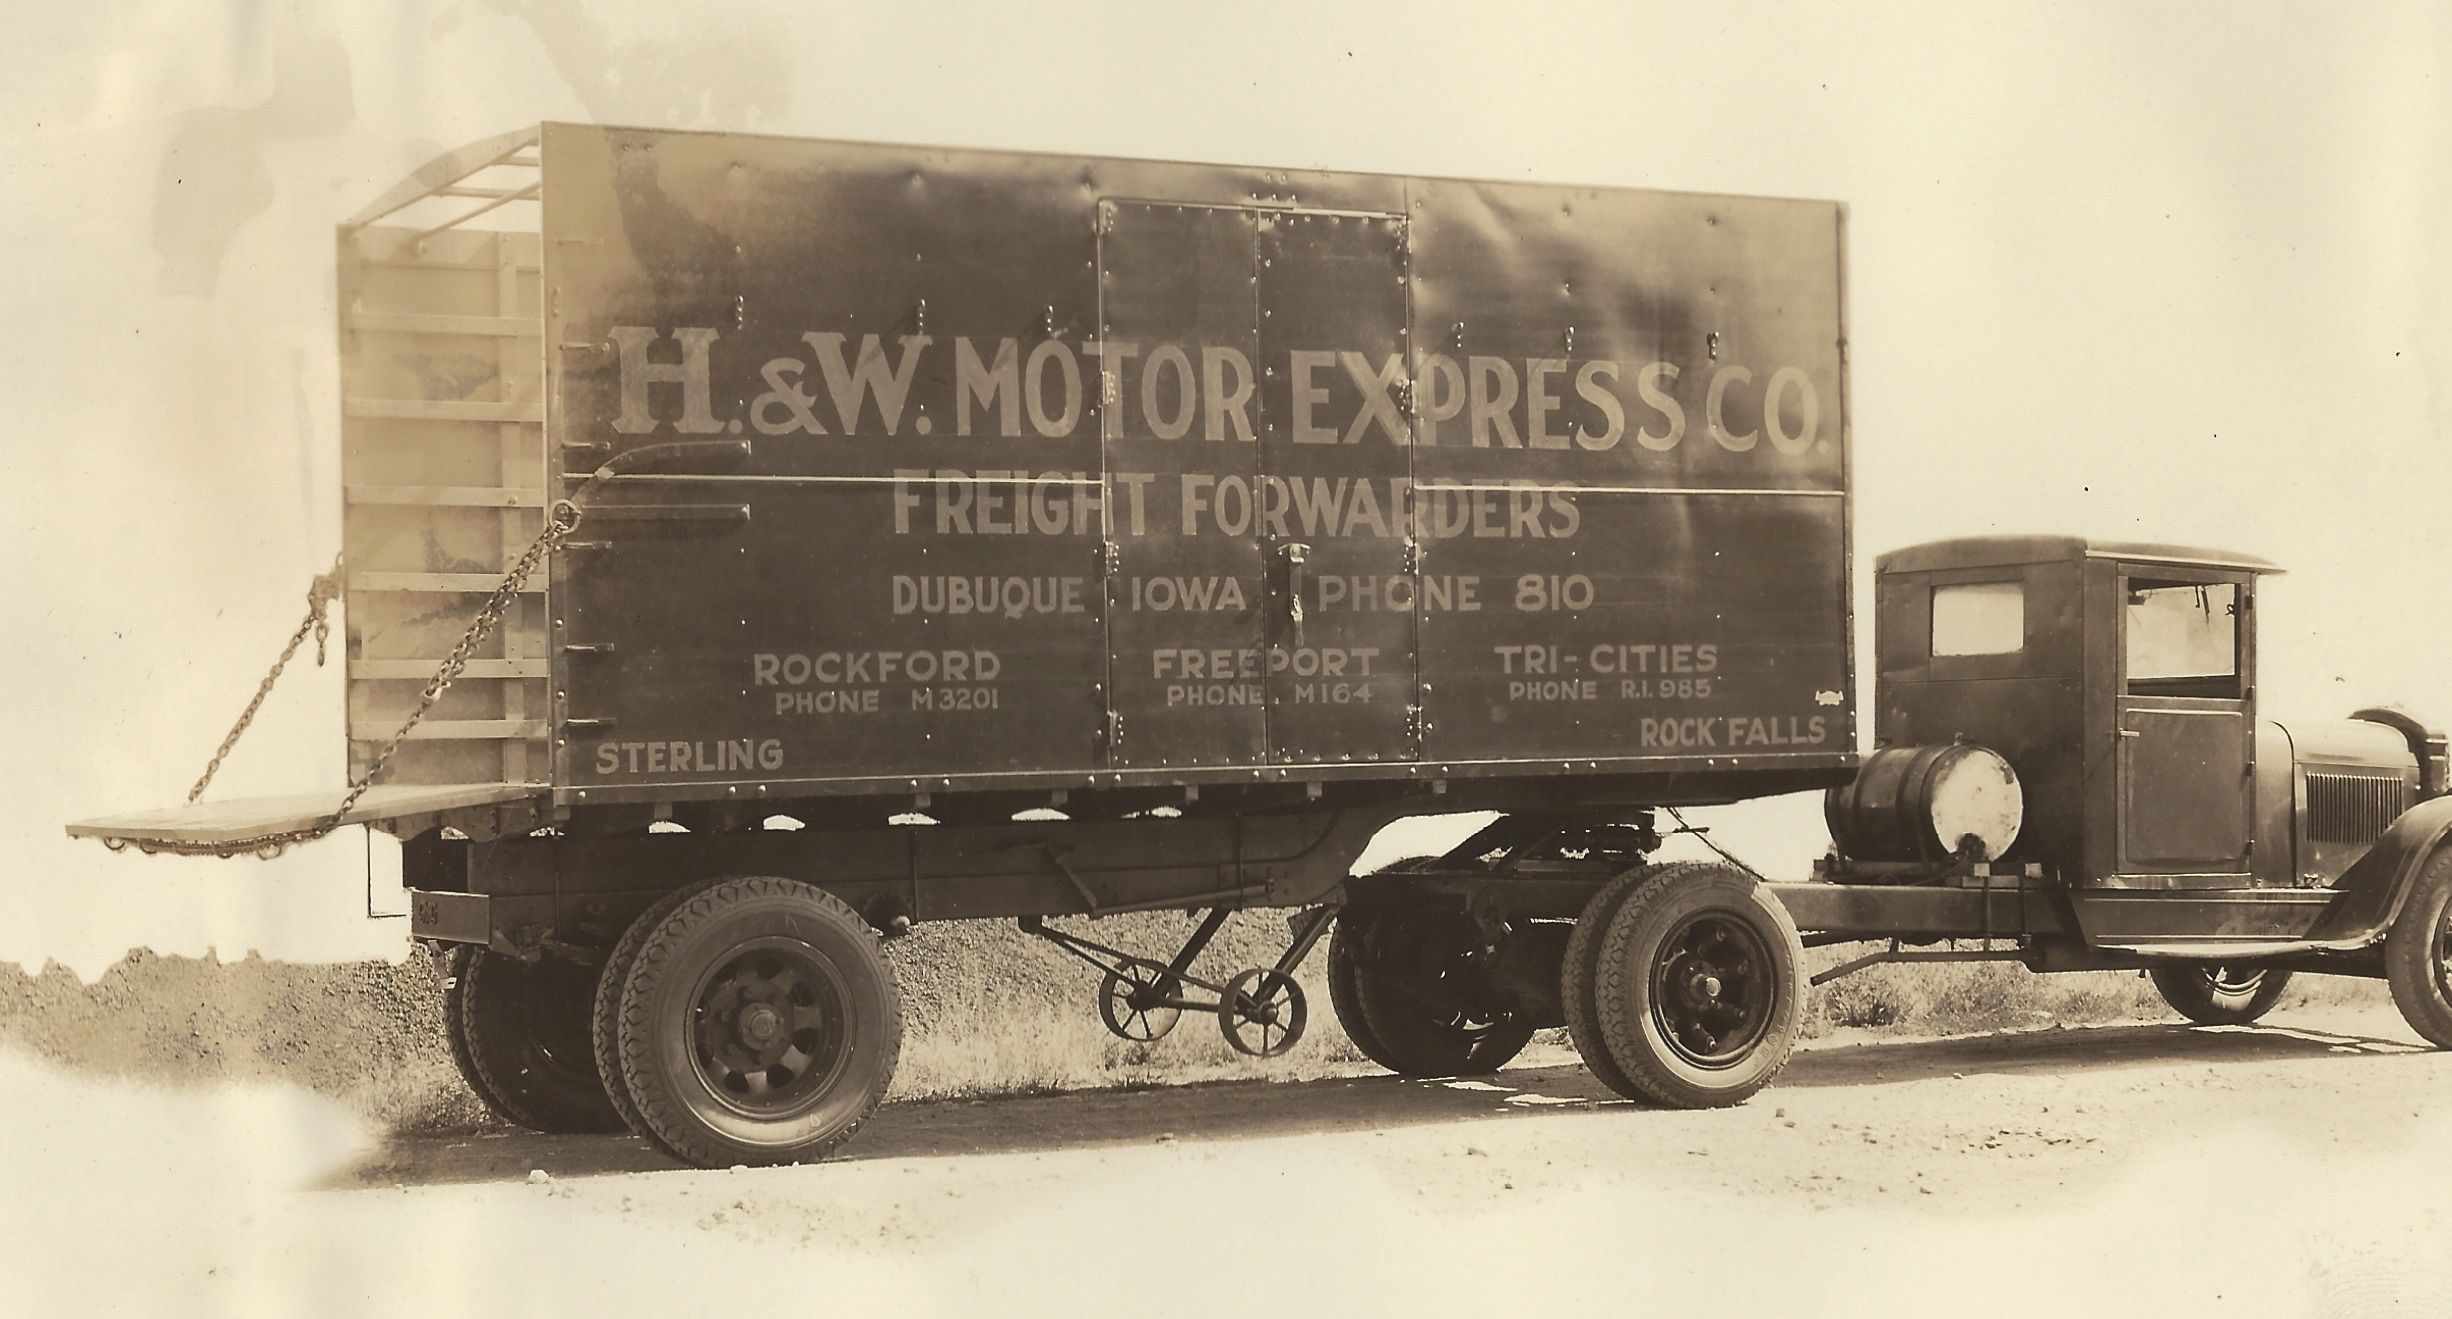 H. & W. MOTOR EXPRESS CO.
FREIGHT FORWARDERS
DUBUQUE IOWA PHONE 810
ROCKFORD
PHONE M3201
FREEPORT
PHONE. M164
TRI-CITIES
PHONE R.I. 985
STERLING
ROCK FALLS